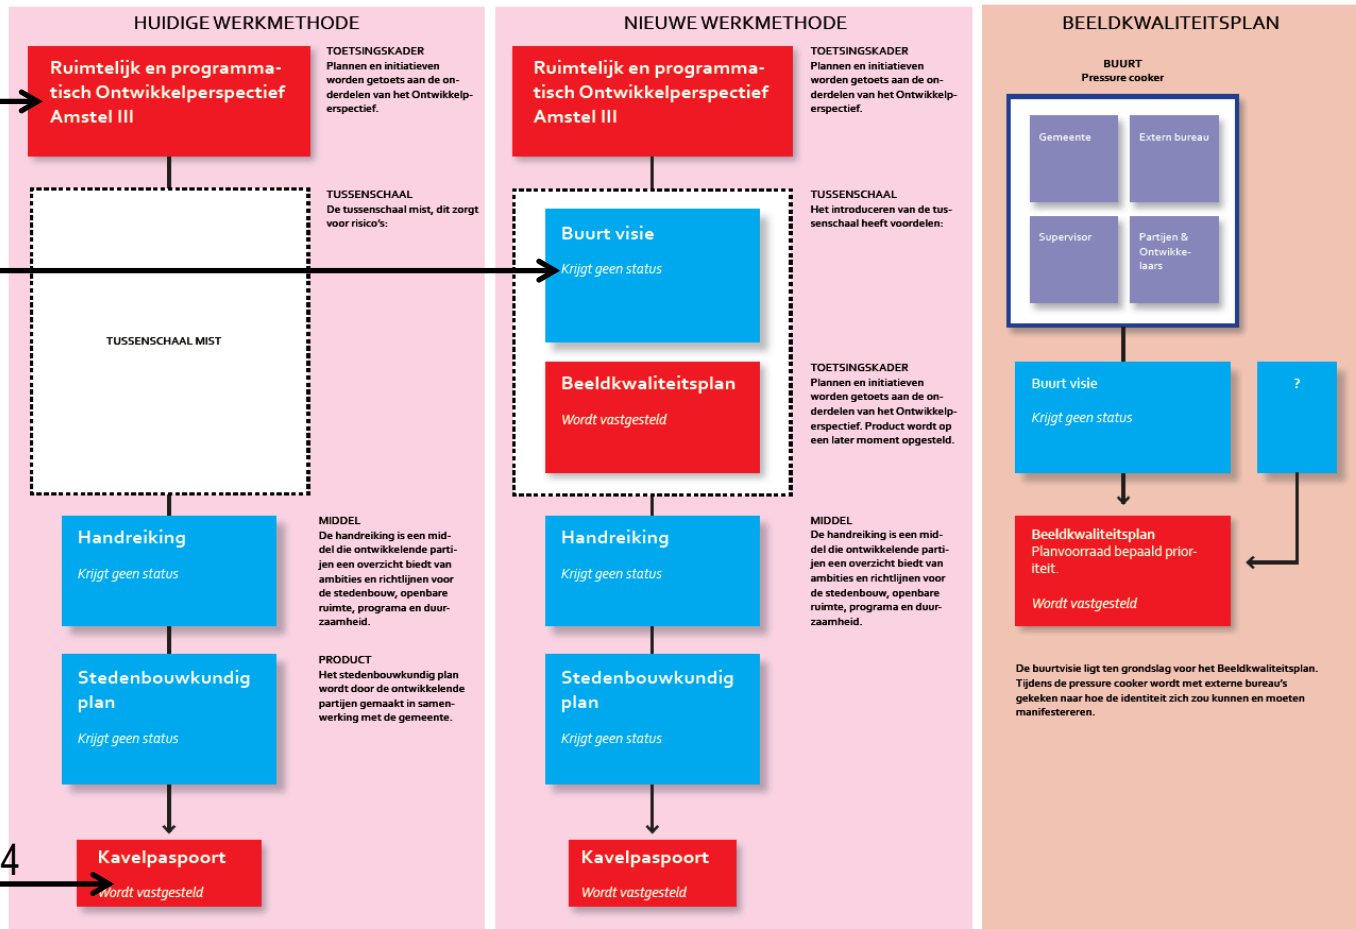 HUIDIGE WERKMETHODE
Ruimtelijk en programma-
tisch Ontwikkelperspectief
Amstel III
TOETSINGSKADER
Plannen en initiatieven
worden getoets aan de on-
derdelen van het Ontwikkelp-
erspectief.
TUSSENSCHAAL
De tussenschaal mist, dit zorgt
voor risico's:
TUSSENSCHAAL MIST
Handreiking
Krijgt geen status
MIDDEL
De handreiking is een mid-
del die ontwikkelende parti-
jen een overzicht biedt van
ambities en richtlijnen voor
de stedenbouw, openbare
ruimte, programa en duur-
zaamheid.
Stedenbouwkundig
plan
Krijgt geen status
PRODUCT
Het stedenbouwkundig plan
wordt door de ontwikkelende
partijen gemaakt in samen-
werking met de gemeente.
4
Kavelpaspoort
Wordt vastgesteld
NIEUWE WERKMETHODE
Ruimtelijk en programma-
tisch Ontwikkelperspectief
Amstel III
TOETSINGSKADER
Plannen en initiatieven
worden getoets aan de on-
derdelen van het Ontwikkelp-
erspectief.
TUSSENSCHAAL
Het introduceren van de tus-
senschaal heeft voordelen:
Buurt visie
Krijgt geen status
Beeldkwaliteitsplan
Wordt vastgesteld
TOETSINGSKADER
Plannen en initiatieven
worden getoets aan de on-
derdelen van het Ontwikkelp-
erspectief. Product wordt op
een later moment opgesteld.
Handreiking
Krijgt geen status
MIDDEL
De handreiking is een mid-
del die ontwikkelende parti-
jen een overzicht biedt van
ambities en richtlijnen voor
de stedenbouw, openbare
ruimte, programa en duur-
zaamheid.
Stedenbouwkundig
plan
Krijgt geen status
Kavelpaspoort
Wordt vastgesteld
BEELDKWALITEITSPLAN
BUURT
Pressure cooker
Gemeente
Extern bureau
Supervisor
Partijen &
Ontwikke-
laars
Buurt visie
Krijgt geen status
?
Beeldkwaliteitsplan
Planvoorraad bepaald prior-
iteit.
Wordt vastgesteld
De buurtvisie ligt ten grondslag voor het Beeldkwaliteitsplan.
Tijdens de pressure cooker wordt met externe bureau's
gekeken naar hoe de identiteit zich zou kunnen en moeten
manifestereren.